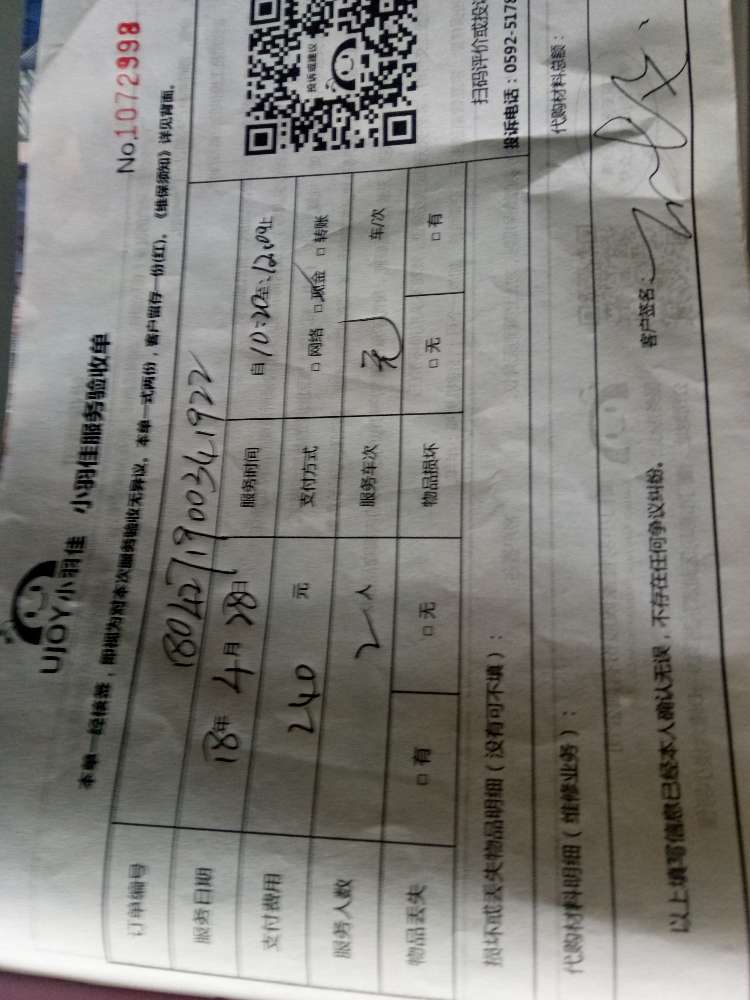 UJOY小羽佳 小羽佳服务验收单
No.1072998
本单一经核签，即视为对本次服务验收无异议。本单一式两份，客户留存一份(红)。《维保须知》详见背面。
订单编号 1804271900341922
服务日期 18年4月28日 服务时间 自10:20至:12:09止
支付费用 240 元 支付方式 □网络 □现金 □转账
服务人数 2人 服务车次 无 车/次
物品丢失 □有 □无 物品损坏 □无 □有
投诉或建议
扫码评价或投
投诉电话：0592-5178
损坏或丢失物品明细（没有可不填）：
代购材料明细（维修业务）： 代购材料总额：
以上填写信息已经本人确认无误，不存在任何争议纠纷。 客户签名：